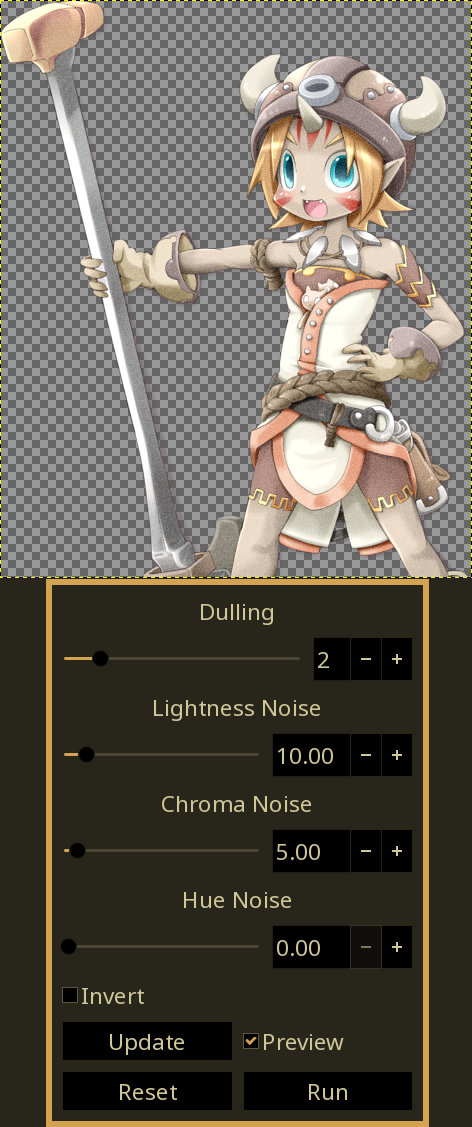 Dulling
2 − +
Lightness Noise
10.00 − +
Chroma Noise
5.00 − +
Hue Noise
0.00 − +
Invert
Update Preview
Reset Run